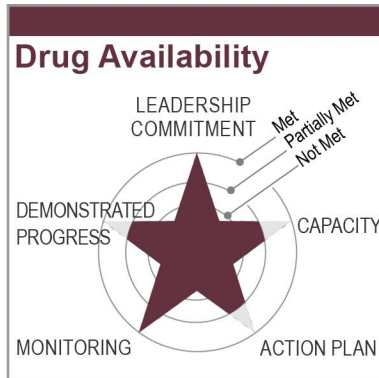 Drug Availability
LEADERSHIP
COMMITMENT
Met
Partially Met
Not Met
DEMONSTRATED
PROGRESS
CAPACITY
MONITORING
ACTION PLAN